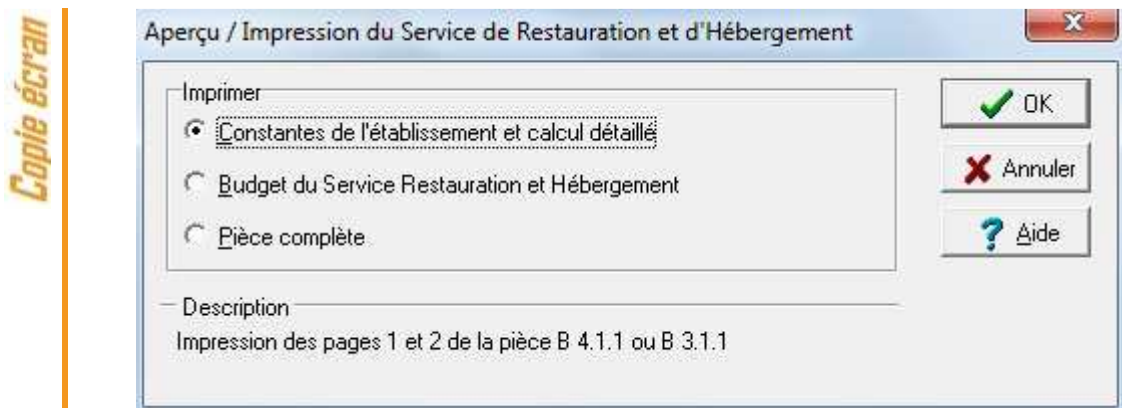 Copie écran
Aperçu / Impression du Service de Restauration et d'Hébergement
Imprimer
Constantes de l'établissement et calcul détaillé
Budget du Service Restauration et Hébergement
Pièce complète
OK
Annuler
Aide
Description
Impression des pages 1 et 2 de la pièce B 4.1.1 ou B 3.1.1